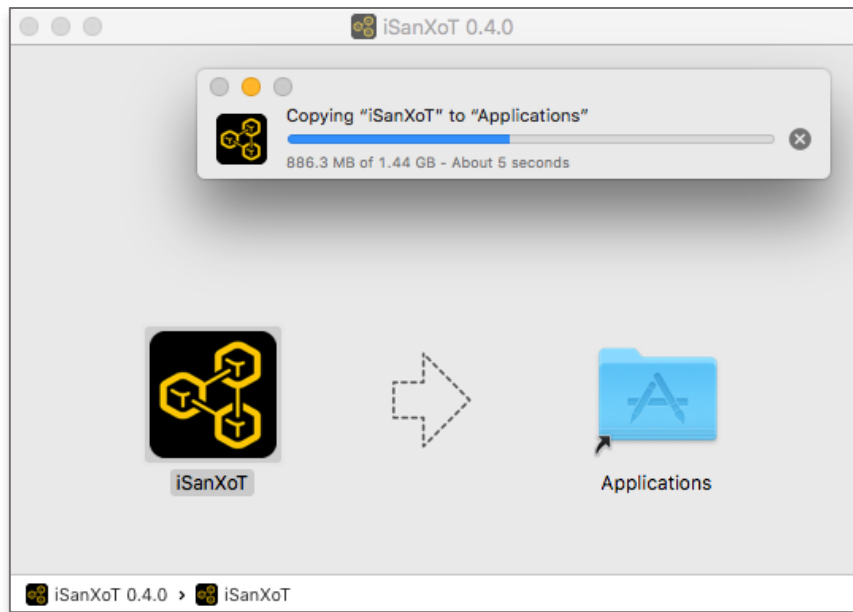 iSanXoT 0.4.0
Copying “iSanXoT” to “Applications”
886.3 MB of 1.44 GB - About 5 seconds
iSanXoT
Applications
iSanXoT 0.4.0 › iSanXoT